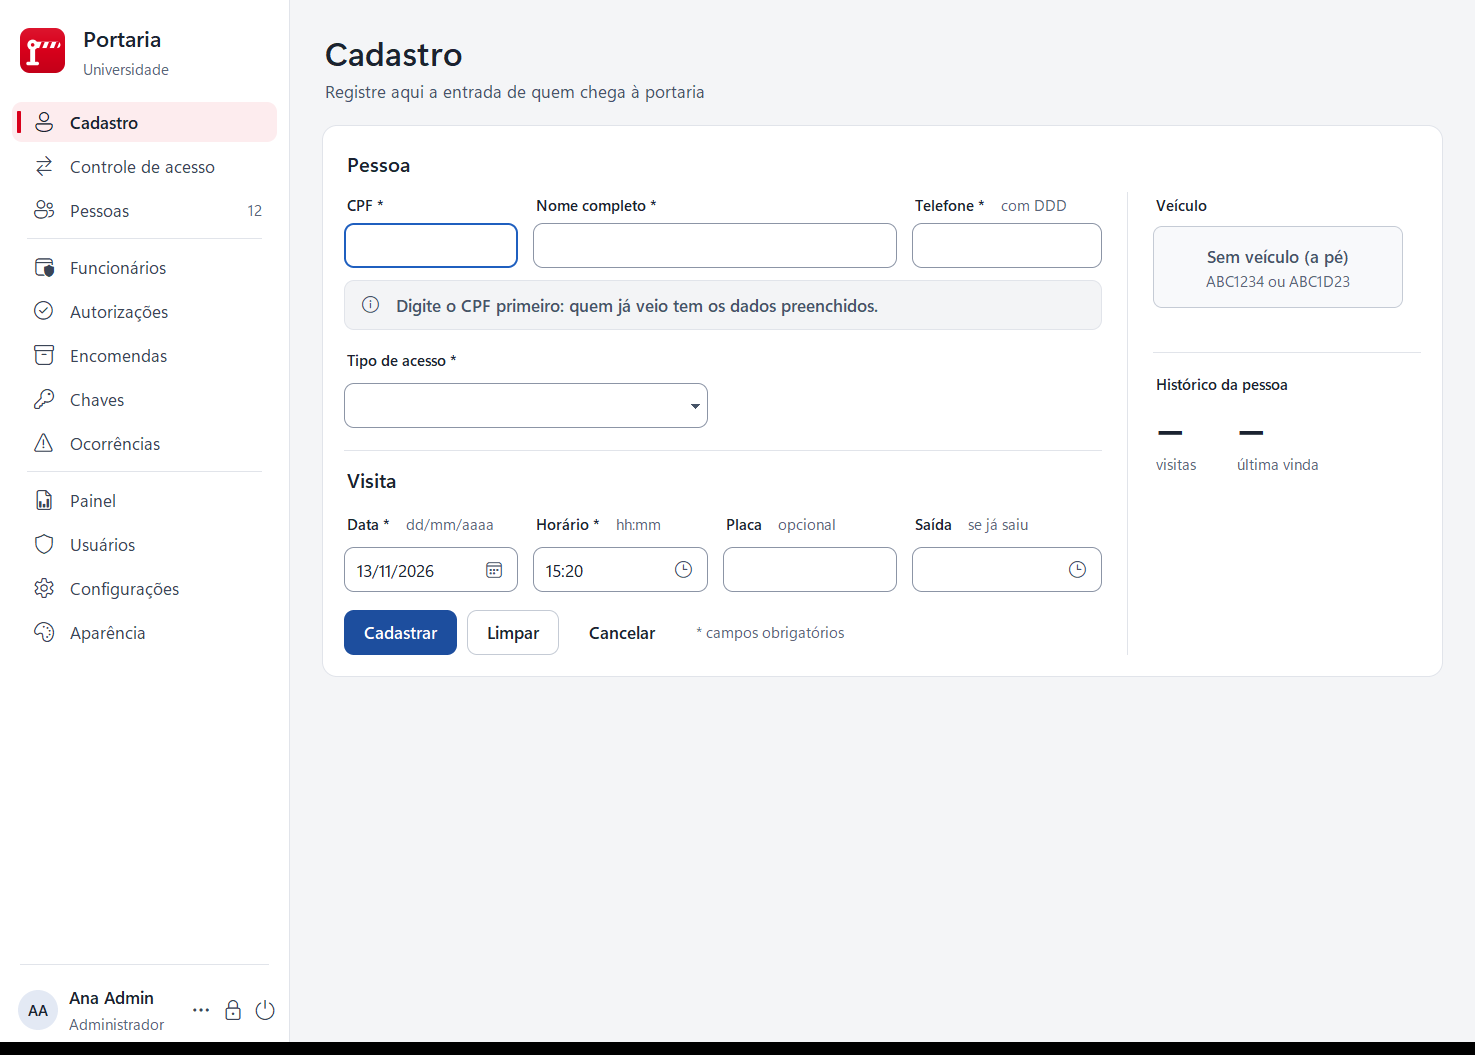 Portaria
Universidade
Cadastro
Controle de acesso
Pessoas 12
Funcionários
Autorizações
Encomendas
Chaves
Ocorrências
Painel
Usuários
Configurações
Aparência
AA
Ana Admin
Administrador
Cadastro
Registre aqui a entrada de quem chega à portaria
Pessoa
CPF * Nome completo * Telefone * com DDD
Digite o CPF primeiro: quem já veio tem os dados preenchidos.
Tipo de acesso *
Visita
Data * dd/mm/aaaa Horário * hh:mm Placa opcional Saída se já saiu
13/11/2026 15:20
Cadastrar Limpar Cancelar * campos obrigatórios
Veículo
Sem veículo (a pé)
ABC1234 ou ABC1D23
Histórico da pessoa
— —
visitas última vinda